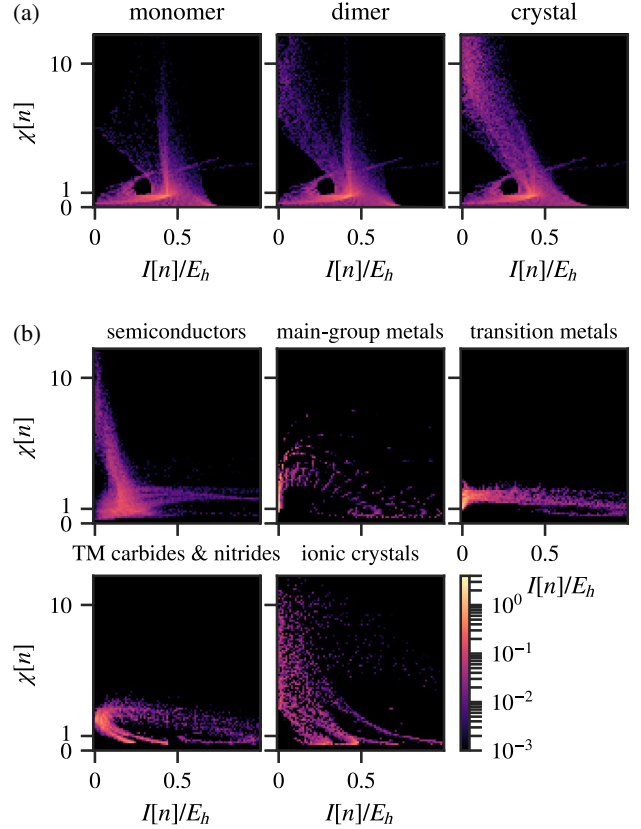 (a)
monomer dimer crystal
χ[n]
10
1
0
0 0.5 0 0.5 0 0.5
I[n]/E_h I[n]/E_h I[n]/E_h
(b)
semiconductors main-group metals transition metals
χ[n]
10
1
0
0 0.5
TM carbides & nitrides ionic crystals
I[n]/E_h
χ[n]
10
1
0
10⁰
10⁻¹
10⁻²
10⁻³
0 0.5 0 0.5
I[n]/E_h I[n]/E_h